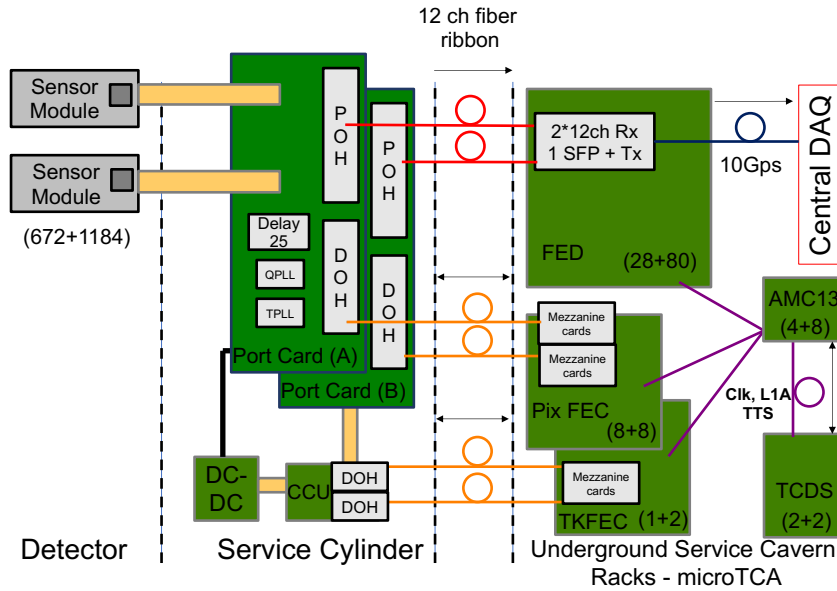 12 ch fiber
ribbon
Sensor
Module
Sensor
Module
(672+1184)
P
O
H
P
O
H
Delay
25
QPLL
TPLL
D
O
H
D
O
H
Port Card (A)
Port Card (B)
2*12ch Rx
1 SFP + Tx
FED
(28+80)
10Gps
Central DAQ
AMC13
(4+8)
Mezzanine
cards
Mezzanine
cards
Pix FEC
(8+8)
Clk, L1A
TTS
DC-
DC
CCU
DOH
DOH
Mezzanine
cards
TKFEC
(1+2)
TCDS
(2+2)
Detector
Service Cylinder
Underground Service Cavern
Racks - microTCA